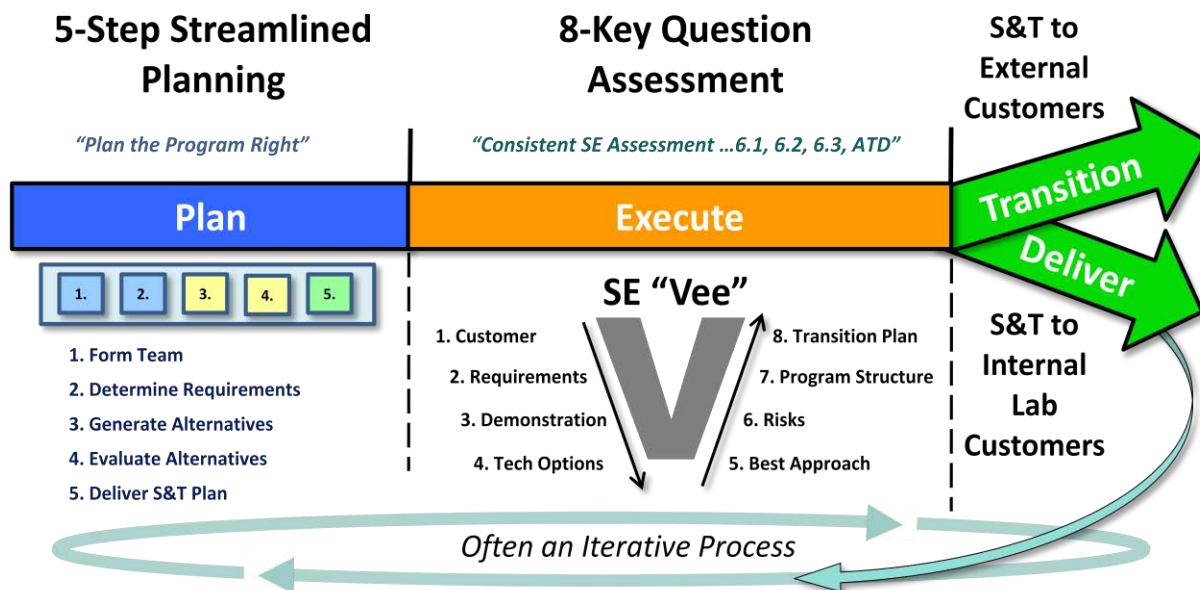 5-Step Streamlined
Planning
8-Key Question
Assessment
S&T to
External
Customers
“Plan the Program Right”
“Consistent SE Assessment ...6.1, 6.2, 6.3, ATD”
Plan
Execute
Transition
Deliver
1.
2.
3.
4.
5.
1. Form Team
2. Determine Requirements
3. Generate Alternatives
4. Evaluate Alternatives
5. Deliver S&T Plan
SE “Vee”
V
1. Customer
2. Requirements
3. Demonstration
4. Tech Options
8. Transition Plan
7. Program Structure
6. Risks
5. Best Approach
S&T to
Internal
Lab
Customers
Often an Iterative Process